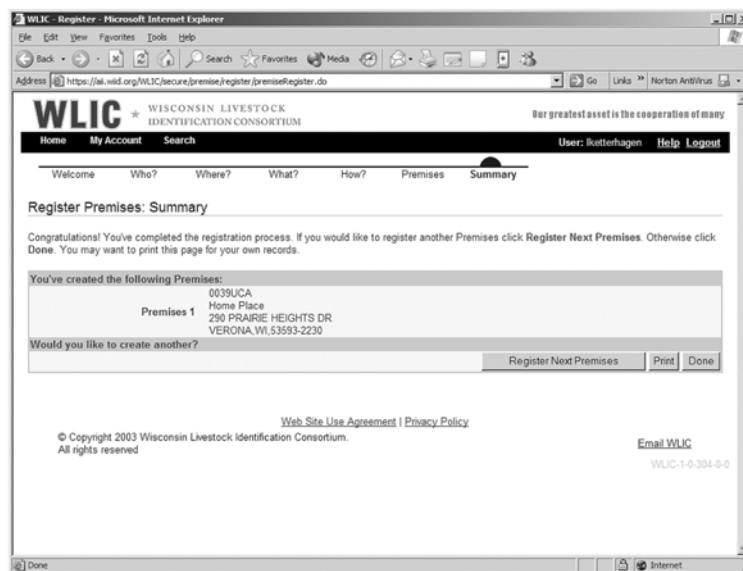 WLIC - Register - Microsoft Internet Explorer
File Edit View Favorites Tools Help
Back Search Favorites Media
Address https://aii.wiid.org/WLIC/secure/premise/register/premiseRegister.do Go Links » Norton AntiVirus
WLIC ★ WISCONSIN LIVESTOCK
IDENTIFICATION CONSORTIUM
Our greatest asset is the cooperation of many
Home My Account Search User: lketterhagen Help Logout
Welcome Who? Where? What? How? Premises Summary
Register Premises: Summary
Congratulations! You've completed the registration process. If you would like to register another Premises click Register Next Premises. Otherwise click
Done. You may want to print this page for your own records.
You've created the following Premises:
0039UCA
Premises 1 Home Place
290 PRAIRIE HEIGHTS DR
VERONA,WI,53593-2230
Would you like to create another?
Register Next Premises Print Done
Web Site Use Agreement | Privacy Policy
© Copyright 2003 Wisconsin Livestock Identification Consortium.
All rights reserved
Email WLIC
WLIC-1-0-304-0-0
Done Internet